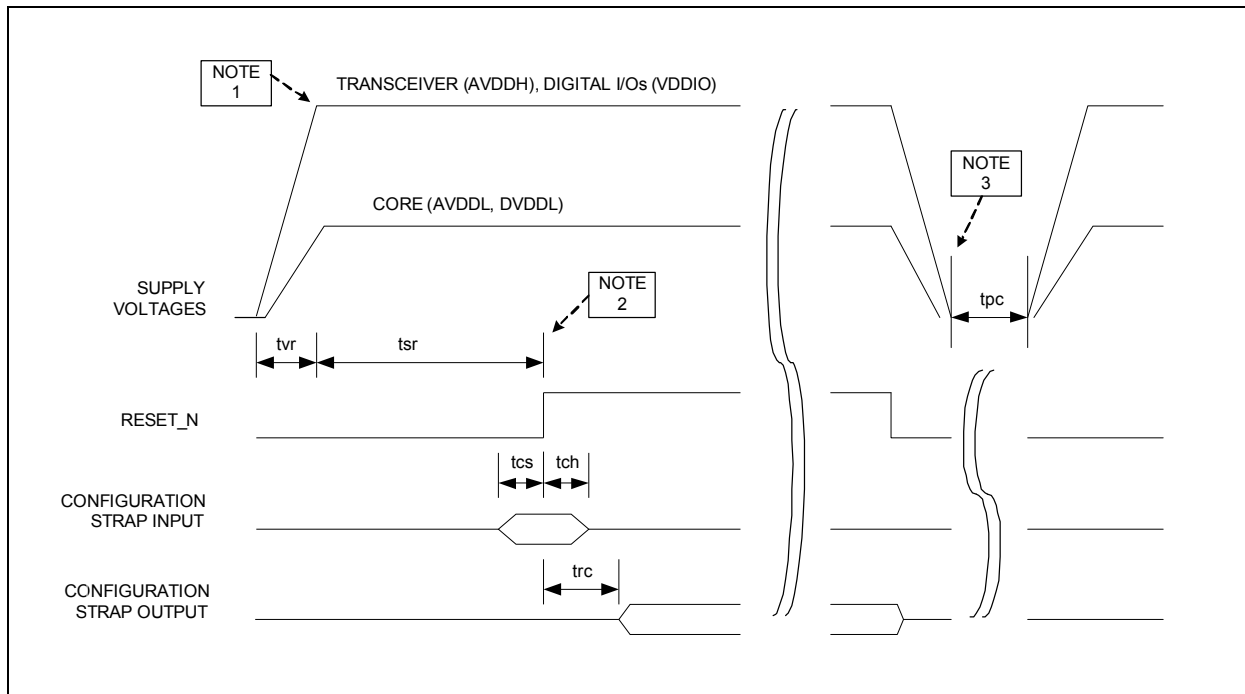 NOTE
1
TRANSCEIVER (AVDDH), DIGITAL I/Os (VDDIO)
NOTE
3
CORE (AVDDL, DVDDL)
SUPPLY
VOLTAGES
NOTE
2
tpc
tvr
tsr
RESET_N
tcs
tch
CONFIGURATION
STRAP INPUT
trc
CONFIGURATION
STRAP OUTPUT